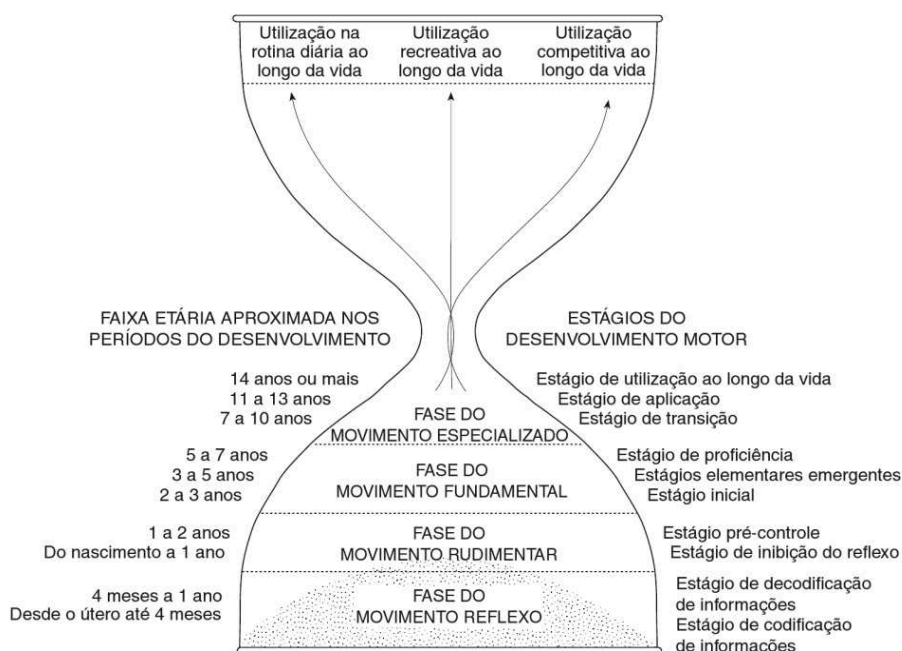 Utilização na
rotina diária ao
longo da vida
Utilização
recreativa ao
longo da vida
Utilização
competitiva ao
longo da vida
FAIXA ETÁRIA APROXIMADA NOS
PERÍODOS DO DESENVOLVIMENTO
ESTÁGIOS DO
DESENVOLVIMENTO MOTOR
14 anos ou mais
11 a 13 anos
7 a 10 anos
FASE DO
MOVIMENTO ESPECIALIZADO
Estágio de utilização ao longo da vida
Estágio de aplicação
Estágio de transição
5 a 7 anos
3 a 5 anos
2 a 3 anos
FASE DO
MOVIMENTO FUNDAMENTAL
Estágio de proficiência
Estágios elementares emergentes
Estágio inicial
1 a 2 anos
Do nascimento a 1 ano
FASE DO
MOVIMENTO RUDIMENTAR
Estágio pré-controle
Estágio de inibição do reflexo
4 meses a 1 ano
Desde o útero até 4 meses
FASE DO
MOVIMENTO REFLEXO
Estágio de decodificação
de informações
Estágio de codificação
de informações